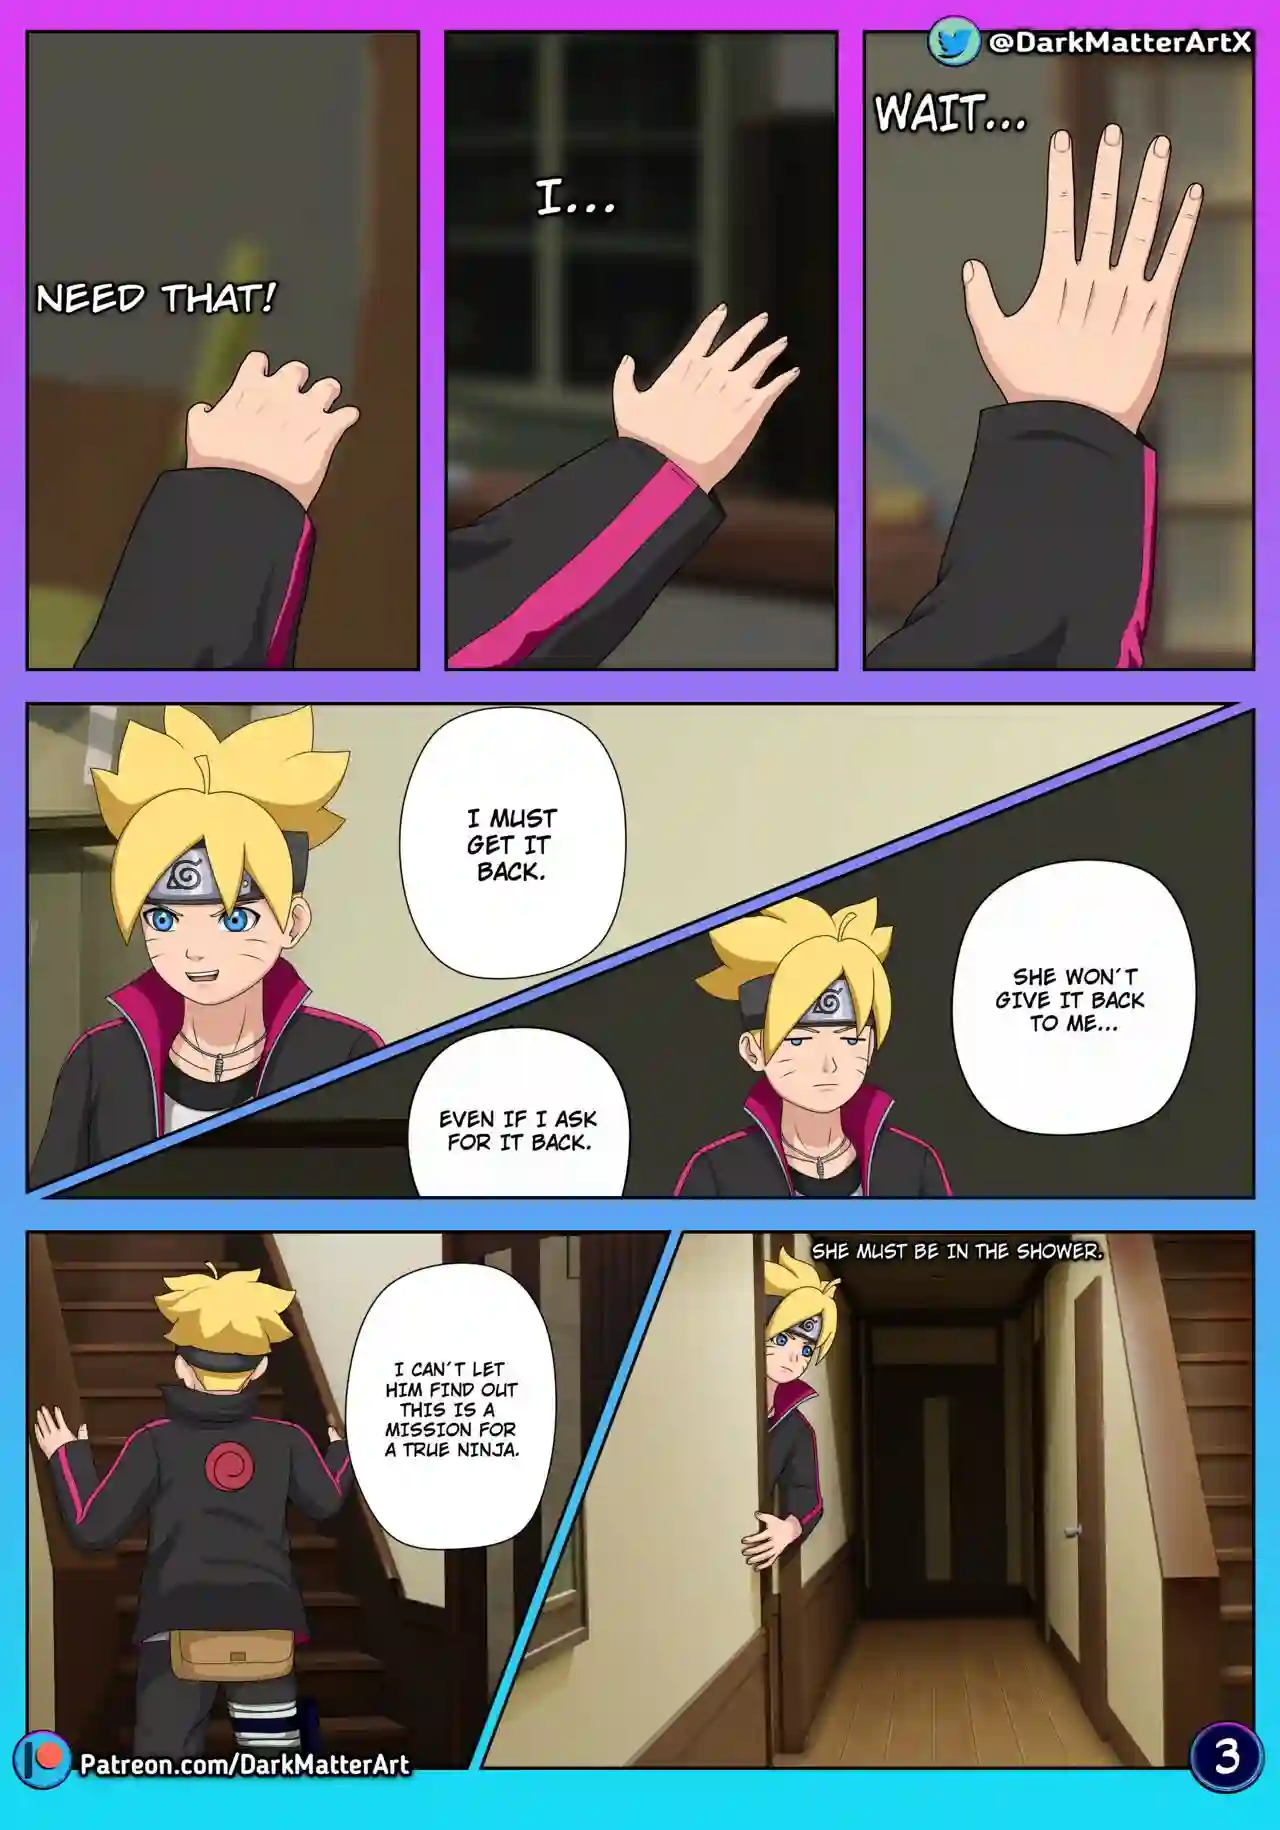 @DarkMatterArtX
WAIT...
I...
NEED THAT!
I MUST
GET IT
BACK.
SHE WON'T
GIVE IT BACK
TO ME...
EVEN IF I ASK
FOR IT BACK.
I CAN'T LET
HIM FIND OUT
THIS IS A
MISSION FOR
A TRUE NINJA.
SHE MUST BE IN THE SHOWER.
Patreon.com/DarkMatterArt
3